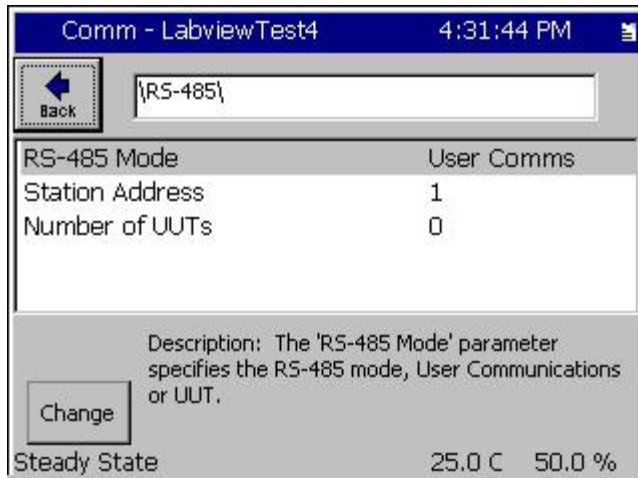 Comm - LabviewTest4 4:31:44 PM
Back
\RS-485\
RS-485 Mode User Comms
Station Address 1
Number of UUTs 0
Description: The 'RS-485 Mode' parameter
specifies the RS-485 mode, User Communications
or UUT.
Change
Steady State 25.0 C 50.0 %